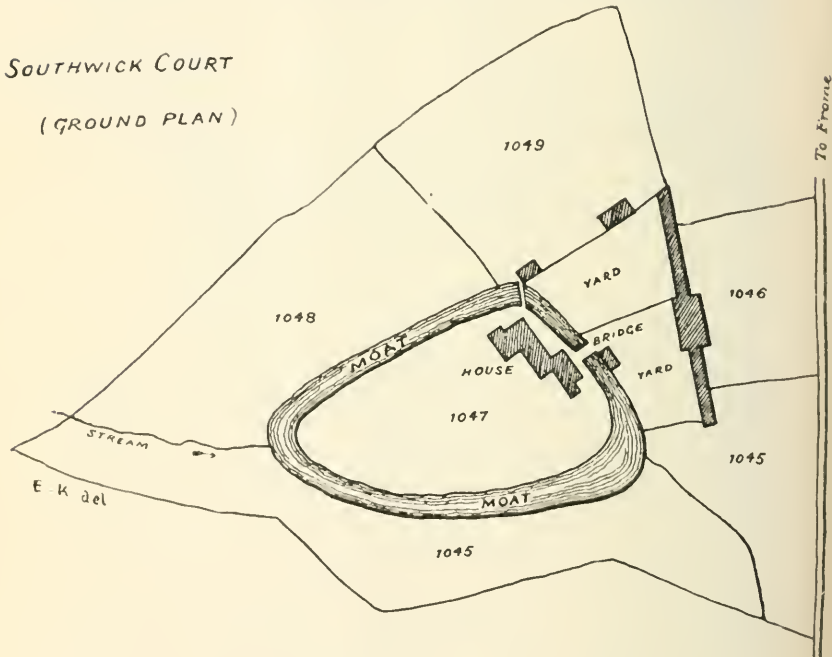 SOUTHWICK COURT
(GROUND PLAN)
To Frome
1049
YARD
1046
1048
MOAT
BRIDGE
HOUSE
YARD
1047
STREAM
1045
E K del
MOAT
1045